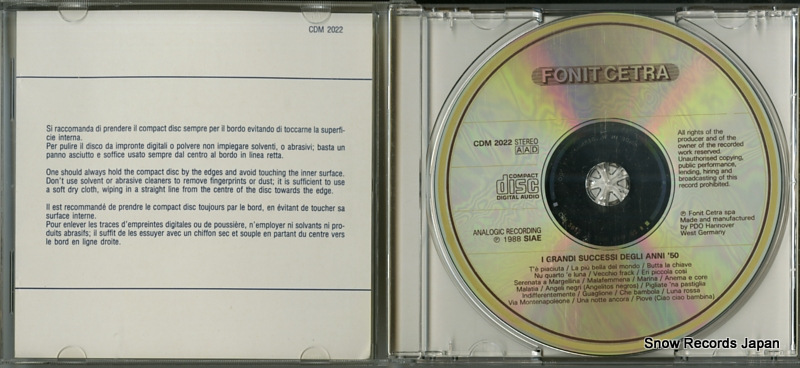 CDM 2022
Si raccomanda di prendere il compact disc sempre per il bordo evitando di toccarne la superfi-
cie interna.
Per pulire il disco da impronte digitali o polvere non impiegare solventi, o abrasivi; basta un
panno asciutto e soffice usato sempre dal centro al bordo in linea retta.
One should always hold the compact disc by the edges and avoid touching the inner surface.
Don't use solvent or abrasive cleaners to remove fingerprints or dust; it is sufficient to use
a soft dry cloth, wiping in a straight line from the centre of the disc towards the edge.
Il est recommandé de prendre le compact disc toujours par le bord, en évitant de toucher sa
surface interne.
Pour enlever les traces d'empreintes digitales ou de poussière, n'employer ni solvants ni pro-
duits abrasifs; il suffit de les essuyer avec un chiffon sec et souple en partant du centre vers
le bord en ligne droite.
FONIT CETRA
CDM 2022 STEREO
AAD
COMPACT
disc
DIGITAL AUDIO
All rights of the
producer and of the
owner of the recorded
work reserved.
Unauthorised copying,
public performance,
lending, hiring and
broadcasting of this
record prohibited.
ANALOGIC RECORDING
℗ 1988 SIAE
℗ Fonit Cetra spa
Made and manufactured
by PDO Hannover
West Germany
I GRANDI SUCCESSI DEGLI ANNI '50
T'è piaciuta / La più bella del mondo / Butta la chiave
Nu quarto 'e luna / Vecchio frack / Eri piccola così
Serenata a Margellina / Malafemmena / Marina / Anema e core
Malatia / Angeli negri (Angelitos negros) / Pigliate 'na pastiglia
Indifferentemente / Guaglione / Che bambola / Luna rossa
Via Montenapoleone / Una notte ancora / Piove (Ciao ciao bambina)
Snow Records Japan